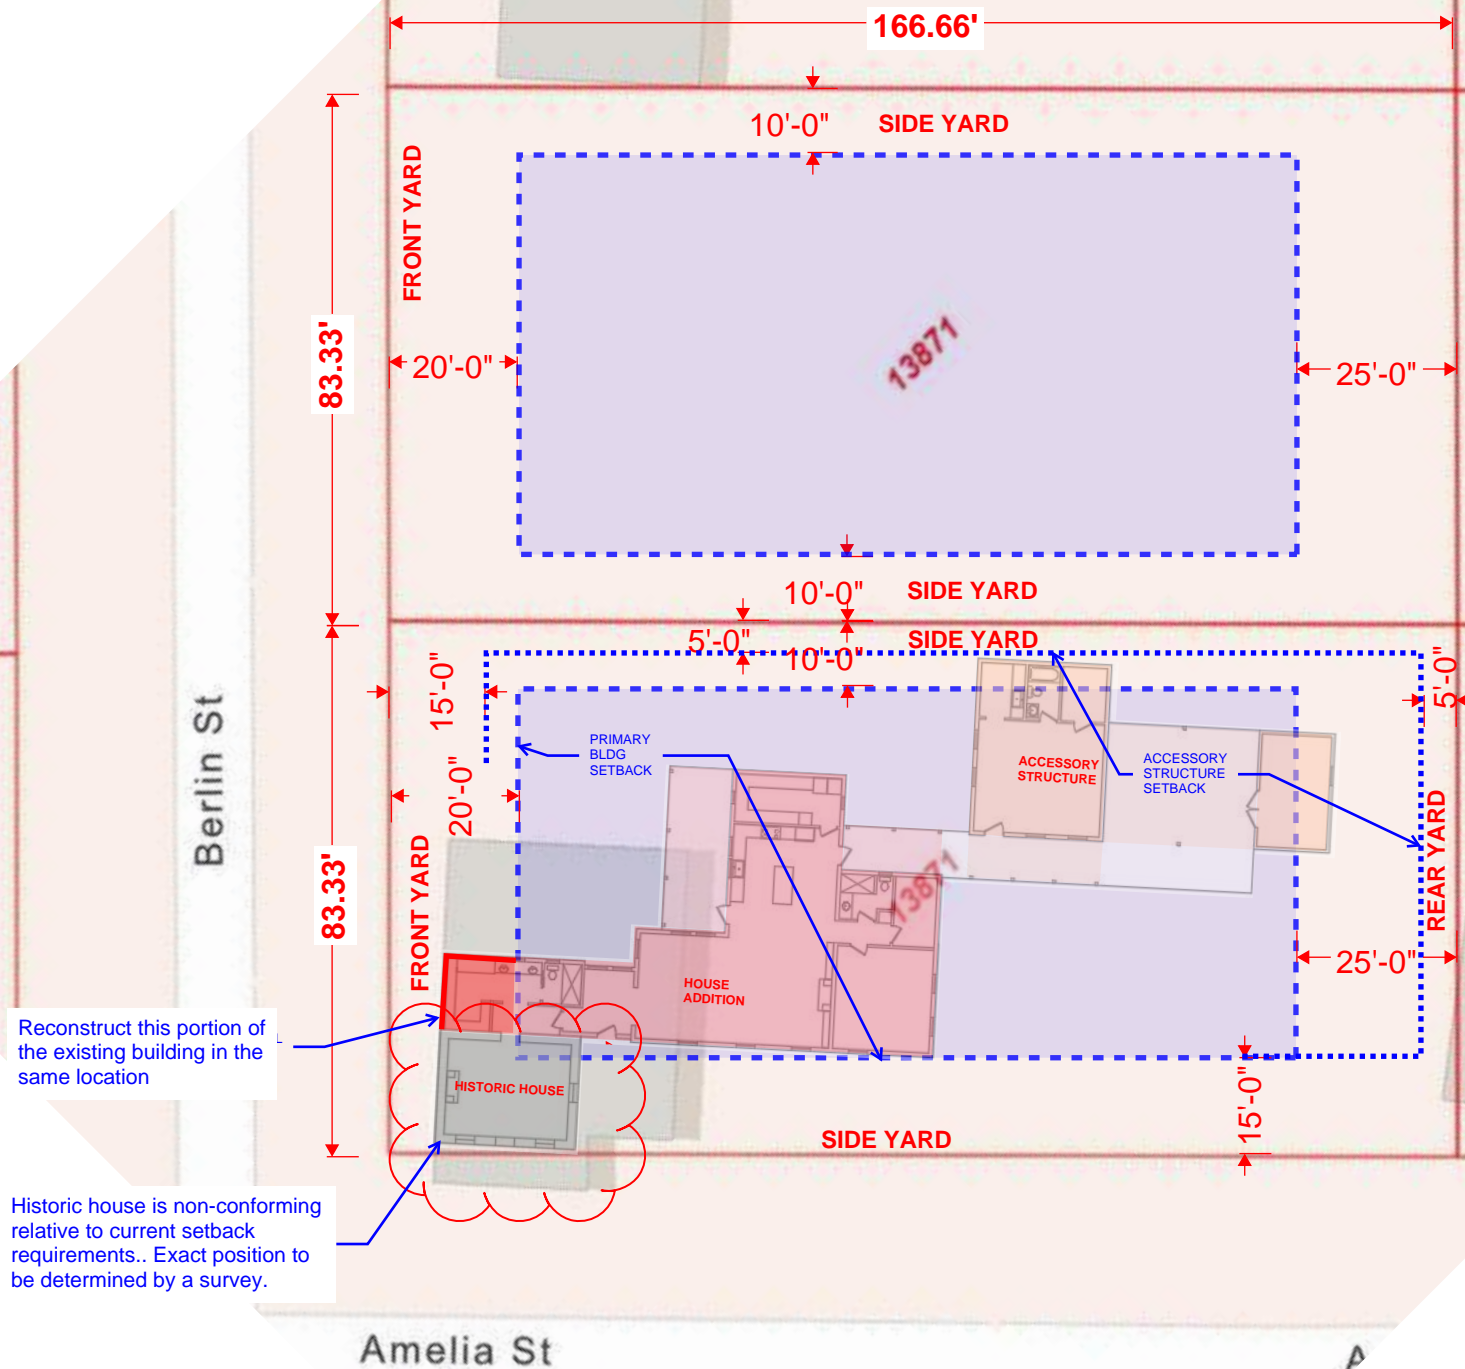 166.66'
10'-0"
SIDE YARD
FRONT YARD
83.33'
13871
20'-0"
25'-0"
10'-0"
SIDE YARD
5'-0"
SIDE YARD
10'-0"
15'-0"
5'-0"
PRIMARY
BLDG
SETBACK
ACCESSORY
STRUCTURE
ACCESSORY
STRUCTURE
SETBACK
20'-0"
Berlin St
83.33'
FRONT YARD
13871
REAR YARD
25'-0"
HOUSE
ADDITION
Reconstruct this portion of
the existing building in the
same location
HISTORIC HOUSE
15'-0"
SIDE YARD
Historic house is non-conforming
relative to current setback
requirements.. Exact position to
be determined by a survey.
Amelia St
A